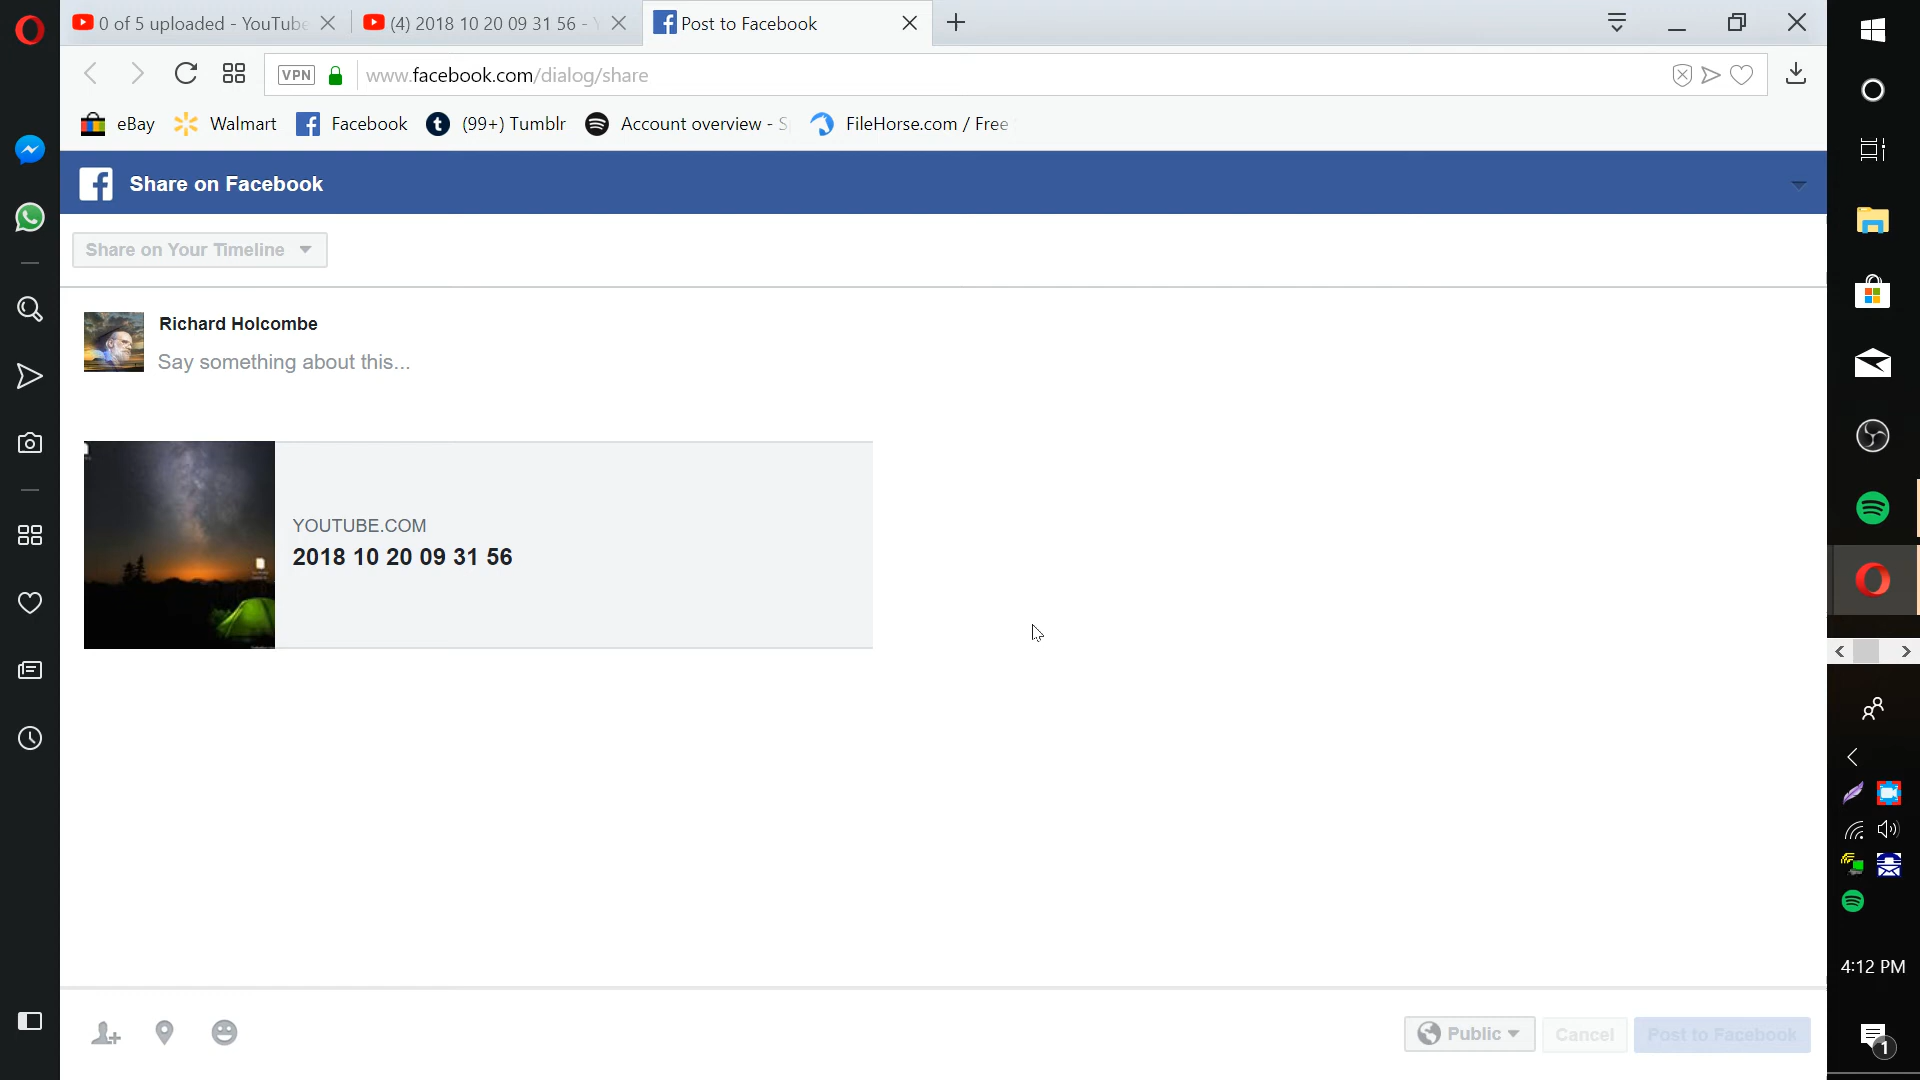 0 of 5 uploaded - YouTube
(4) 2018 10 20 09 31 56 - Y
Post to Facebook
VPN
www.facebook.com/dialog/share
eBay
Walmart
Facebook
(99+) Tumblr
Account overview - S
FileHorse.com / Free
Share on Facebook
Share on Your Timeline
Richard Holcombe
Say something about this...
YOUTUBE.COM
2018 10 20 09 31 56
Public
Cancel
Post to Facebook
4:12 PM
1